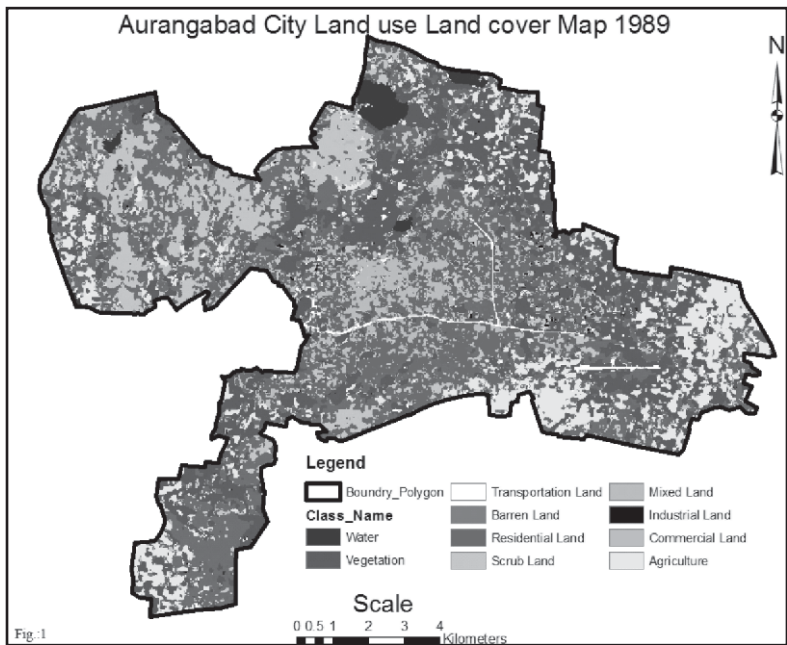 Aurangabad City Land use Land cover Map 1989
N
Legend
Boundry_Polygon
Class_Name
Water
Vegetation
Transportation Land
Barren Land
Residential Land
Scrub Land
Mixed Land
Industrial Land
Commercial Land
Agriculture
Scale
0 0.5 1 2 3 4
Kilometers
Fig.:1